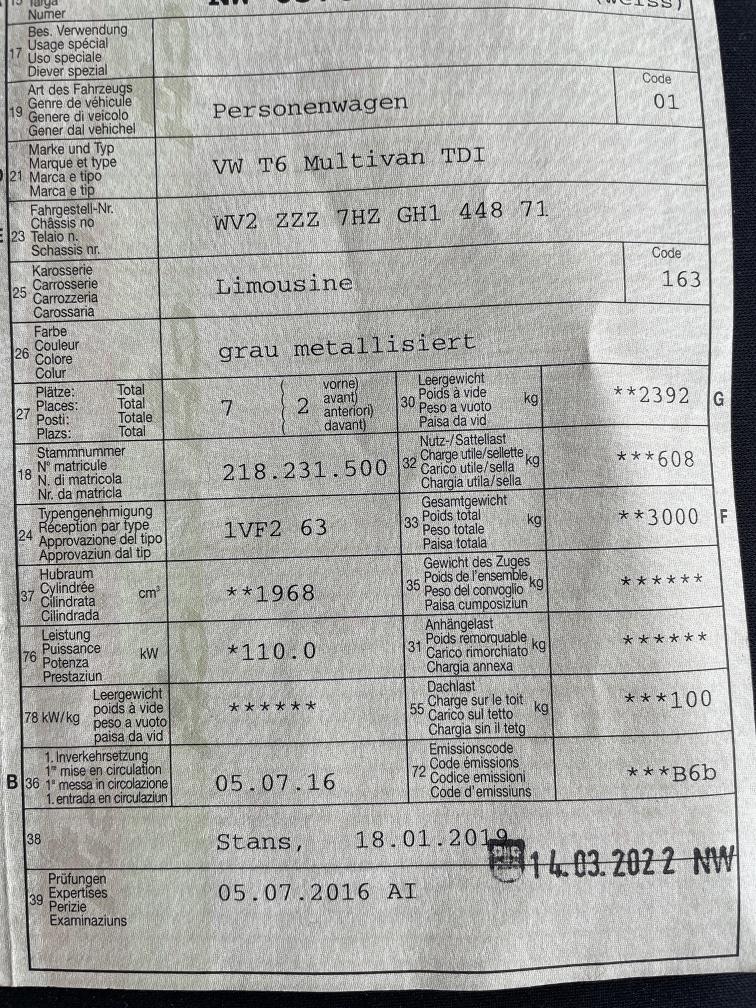 15 Targa
Numer
(weiss)
17 Bes. Verwendung
Usage spécial
Uso speciale
Diever spezial
19 Art des Fahrzeugs
Genre de véhicule
Genere di veicolo
Gener dal vehichel
Personenwagen
Code
01
21 Marke und Typ
Marque et type
Marca e tipo
Marca e tip
VW T6 Multivan TDI
23 Fahrgestell-Nr.
Châssis no
Telaio n.
Schassis nr.
WV2 ZZZ 7HZ GH1 448 71
25 Karosserie
Carrosserie
Carrozzeria
Carossaria
Limousine
Code
163
26 Farbe
Couleur
Colore
Colur
grau metallisiert
27 Plätze: Total
Places: Total
Posti: Totale
Plazs: Total
7 ( 2 vorne)
avant)
anteriori)
davant)
30 Leergewicht
Poids à vide
Peso a vuoto
Paisa da vid
kg
**2392
G
18 Stammnummer
N° matricule
N. di matricola
Nr. da matricla
218.231.500
32 Nutz-/Sattellast
Charge utile/sellette
Carico utile/sella
Chargia utila/sella
kg
***608
24 Typengenehmigung
Réception par type
Approvazione del tipo
Approvaziun dal tip
1VF2 63
33 Gesamtgewicht
Poids total
Peso totale
Paisa totala
kg
**3000
F
37 Hubraum
Cylindrée
Cilindrata
Cilindrada
cm³
**1968
35 Gewicht des Zuges
Poids de l'ensemble
Peso del convoglio
Paisa cumposiziun
kg
******
76 Leistung
Puissance
Potenza
Prestaziun
kW
*110.0
31 Anhängelast
Poids remorquable
Carico rimorchiato
Chargia annexa
kg
******
78 kW/kg Leergewicht
poids à vide
peso a vuoto
paisa da vid
******
55 Dachlast
Charge sur le toit
Carico sul tetto
Chargia sin il tetg
kg
***100
B 36 1. Inverkehrsetzung
1re mise en circulation
1a messa in circolazione
1. entrada en circulaziun
05.07.16
72 Emissionscode
Code émissions
Codice emissioni
Code d'emissiuns
***B6b
38
Stans, 18.01.2019
14.03.2022 NW
39 Prüfungen
Expertises
Perizie
Examinaziuns
05.07.2016 AI